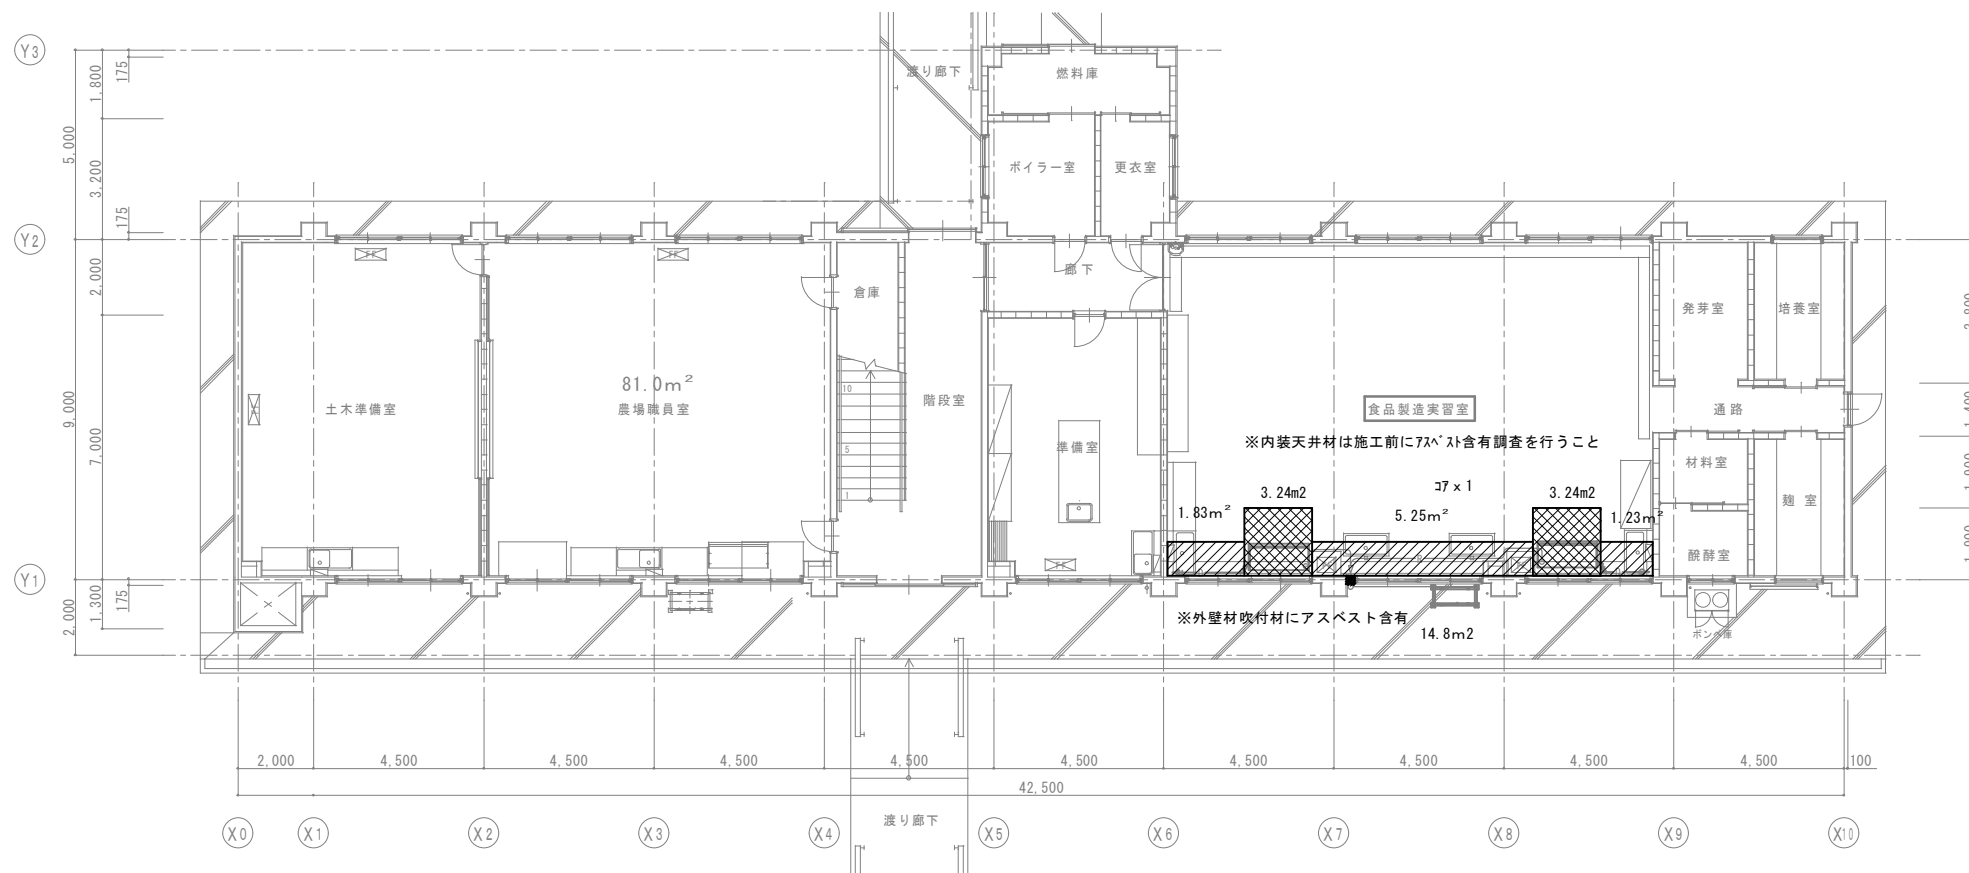 Y3
175
1,800
渡り廊下
燃料庫
5,000
3,200
ボイラー室
更衣室
175
Y2
2,000
倉庫
廊下
発芽室
培養室
81.0m²
10
9,000
土木準備室
農場職員室
階段室
食品製造実習室
通路
7,000
5
準備室
※内装天井材は施工前にアスベスト含有調査を行うこと
材料室
1
3.24m2
コア x 1
3.24m2
麹 室
1.83m²
5.25m²
1.23m²
醗酵室
Y1
175
1,300
2,000
※外壁材吹付材にアスベスト含有
14.8m2
ボンベ庫
2,000
4,500
4,500
4,500
4,500
4,500
4,500
4,500
4,500
4,500
100
42,500
渡り廊下
X0
X1
X2
X3
X4
X5
X6
X7
X8
X9
X10